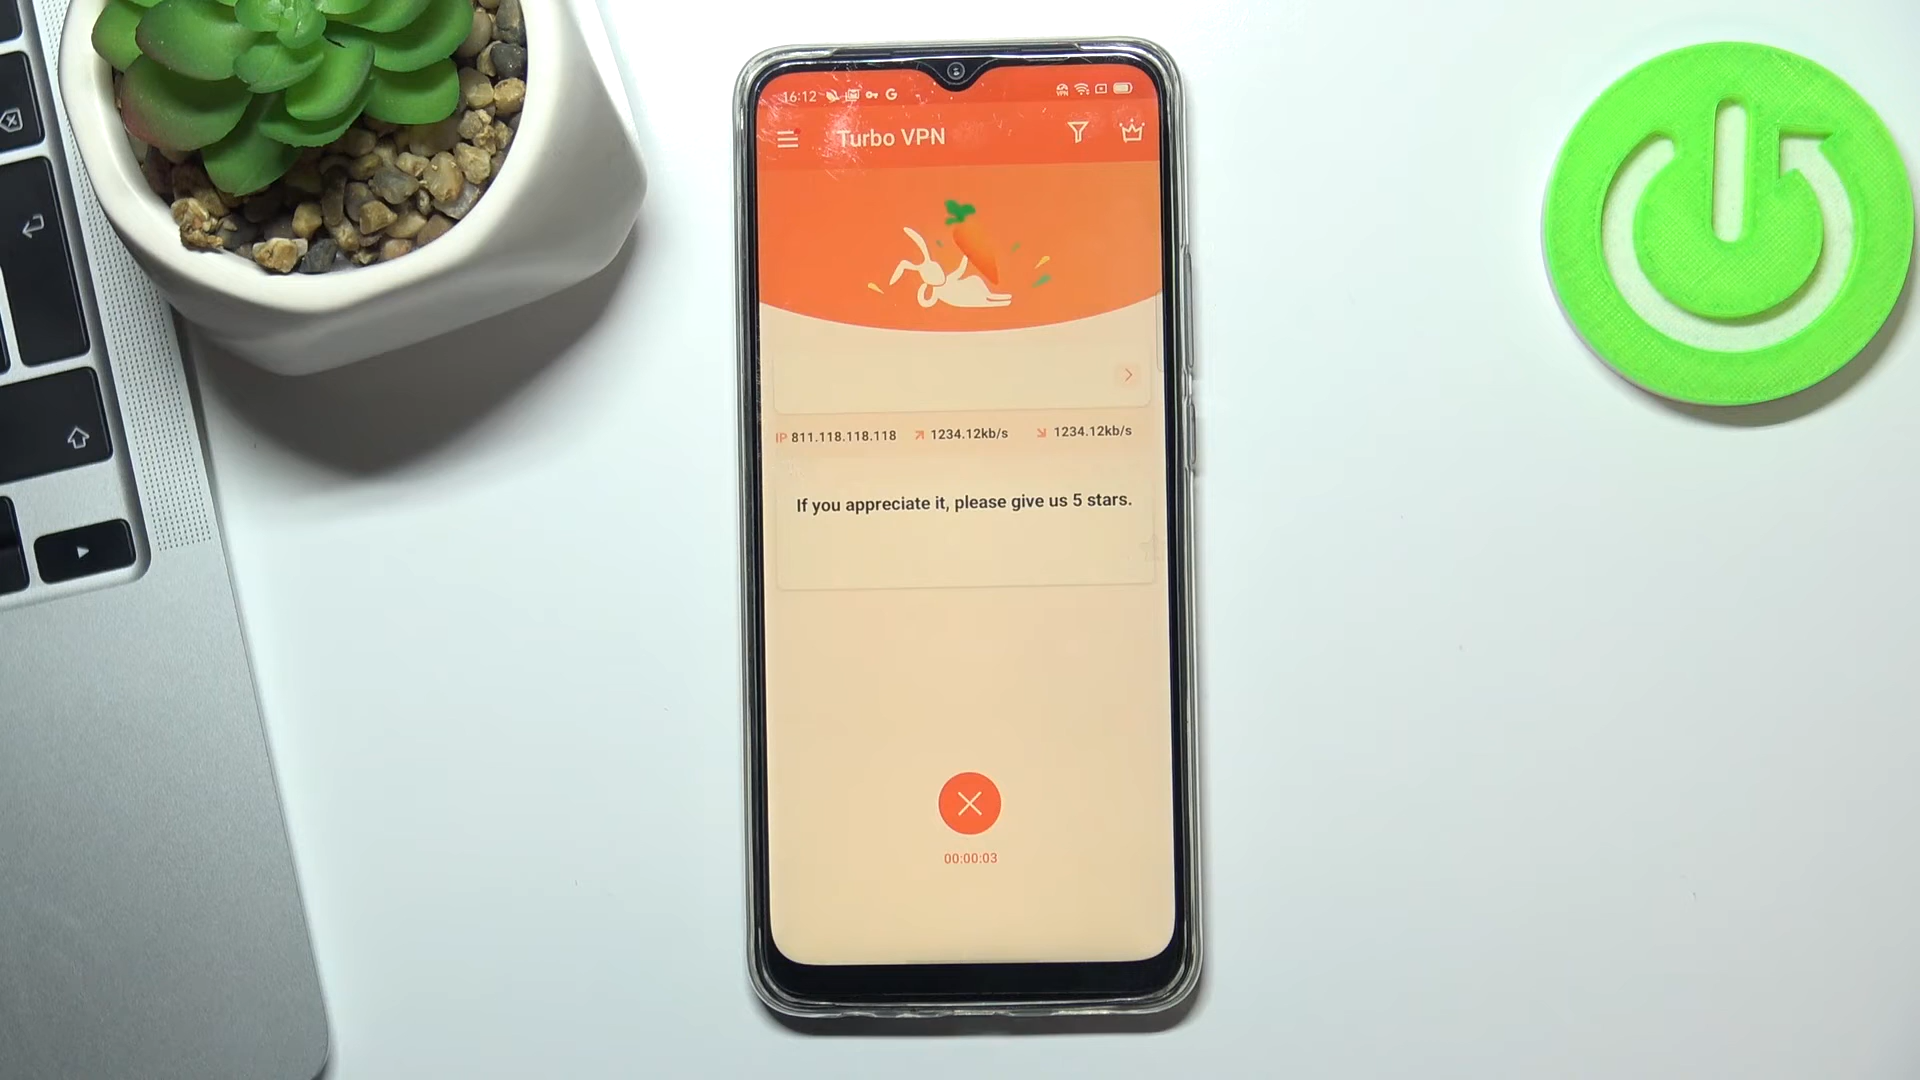 16:12
Turbo VPN
IP 811.118.118.118 1234.12kb/s 1234.12kb/s
If you appreciate it, please give us 5 stars.
00:00:03